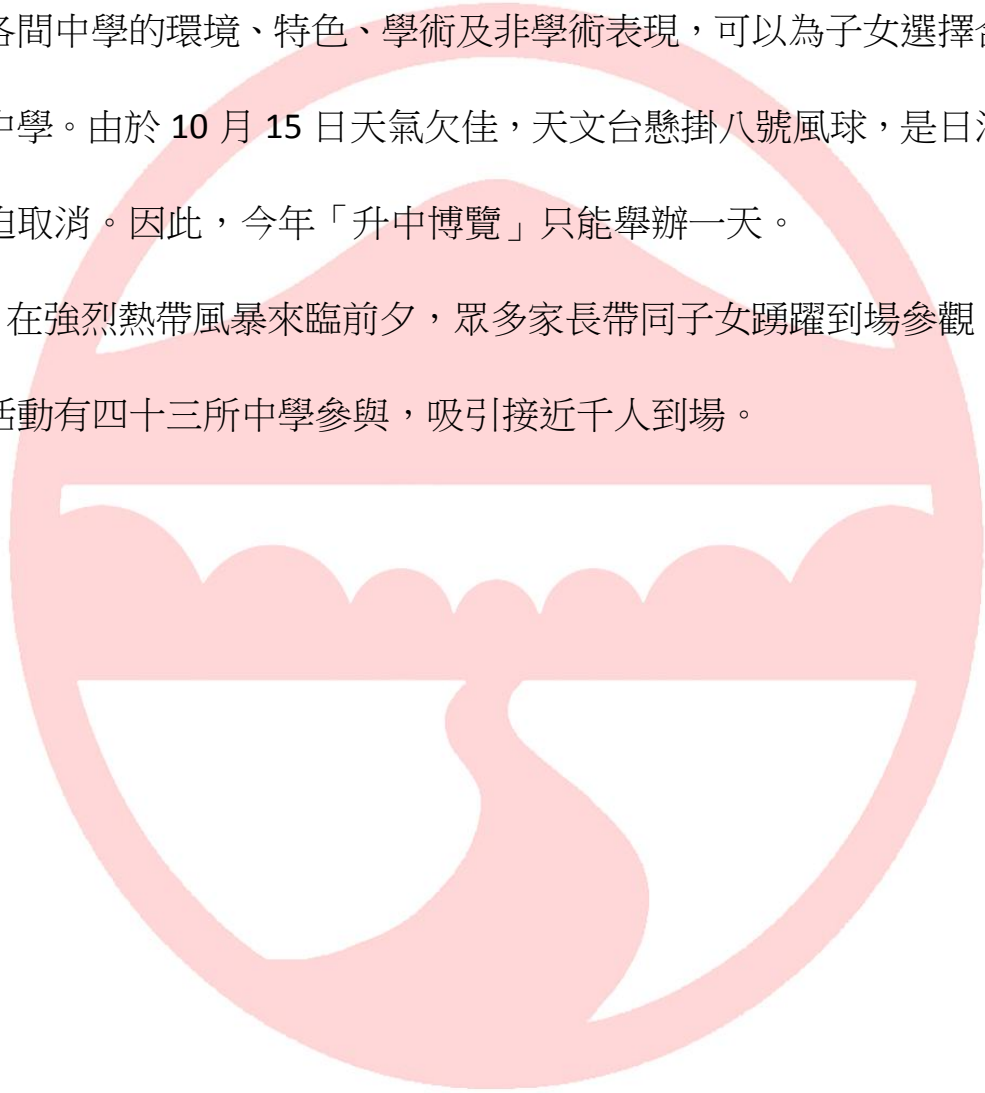 各間中學的環境、特色、學術及非學術表現，可以為子女選擇
中學。由於 10 月 15 日天氣欠佳，天文台懸掛八號風球，是日
取消。因此，今年「升中博覽」只能舉辦一天。
在強烈熱帶風暴來臨前夕，眾多家長帶同子女踴躍到場參觀
活動有四十三所中學參與，吸引接近千人到場。